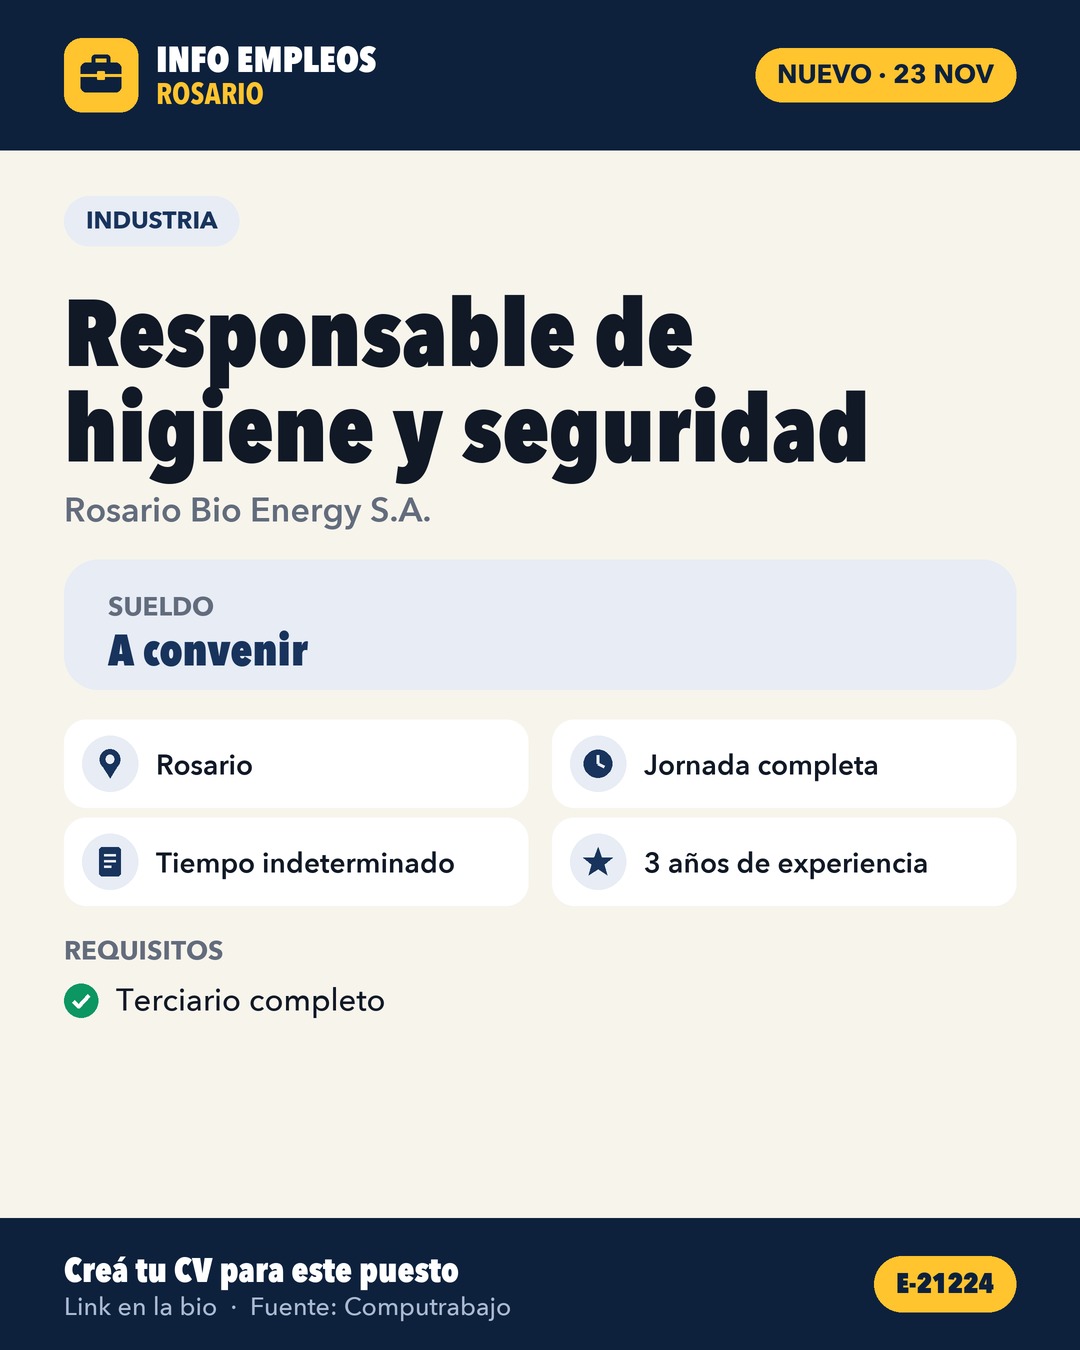 INFO EMPLEOS
ROSARIO
NUEVO · 23 NOV
INDUSTRIA
Responsable de
higiene y seguridad
Rosario Bio Energy S.A.
SUELDO
A convenir
Rosario
Jornada completa
Tiempo indeterminado
3 años de experiencia
REQUISITOS
Terciario completo
Creá tu CV para este puesto
Link en la bio · Fuente: Computrabajo
E-21224